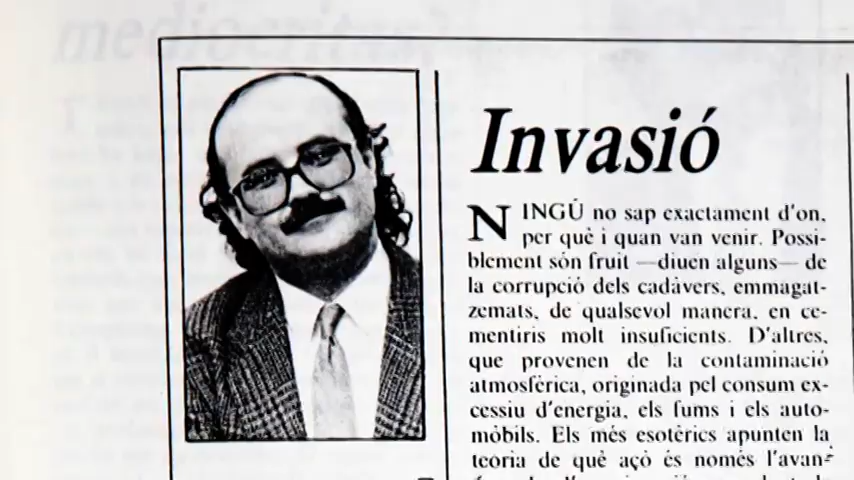 mediocritas?
Invasió
NINGÚ no sap exactament d'on,
per què i quan van venir. Possi-
blement són fruit —diuen alguns— de
la corrupció dels cadàvers, emmagat-
zemats, de qualsevol manera, en ce-
mentiris molt insuficients. D'altres,
que provenen de la contaminació
atmosfèrica, originada pel consum ex-
cessiu d'energia, els fums i els auto-
mòbils. Els més esotèrics apunten la
teoria de què açò és només l'avan-